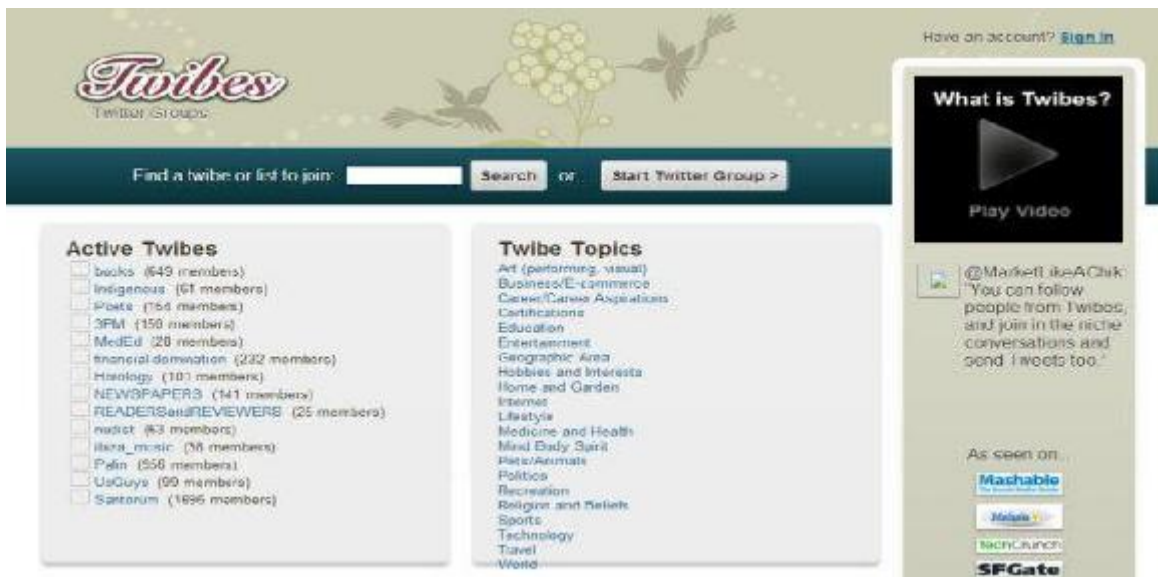 Have an account? Sign in
Twibes
Twitter Groups
What is Twibes?
Play Video
Find a twibe or list to join:
Search
or
Start Twitter Group >
Active Twibes
books (649 members)
Indigenous (61 members)
Poets (154 members)
3PM (150 members)
MedEd (28 members)
financial domination (232 members)
(101 members)
NEWSPAPERS (141 members)
READERSandREVIEWERS (25 members)
nudist (63 members)
music (38 members)
Palin (556 members)
UsGuys (99 members)
Santorum (1696 members)
Twibe Topics
Art (performing, visual)
Business/E-commerce
Career/Career Aspirations
Certifications
Education
Entertainment
Geographic Area
Hobbies and Interests
Home and Garden
Internet
Lifestyle
Medicine and Health
Mind Body Spirit
Pets/Animals
Politics
Recreation
Religion and Beliefs
Sports
Technology
Travel
World
@MarketLikeAChik
"You can follow
people from Twibes,
and join in the niche
conversations and
send Tweets too."
As seen on...
Mashable
TechCrunch
SFGate